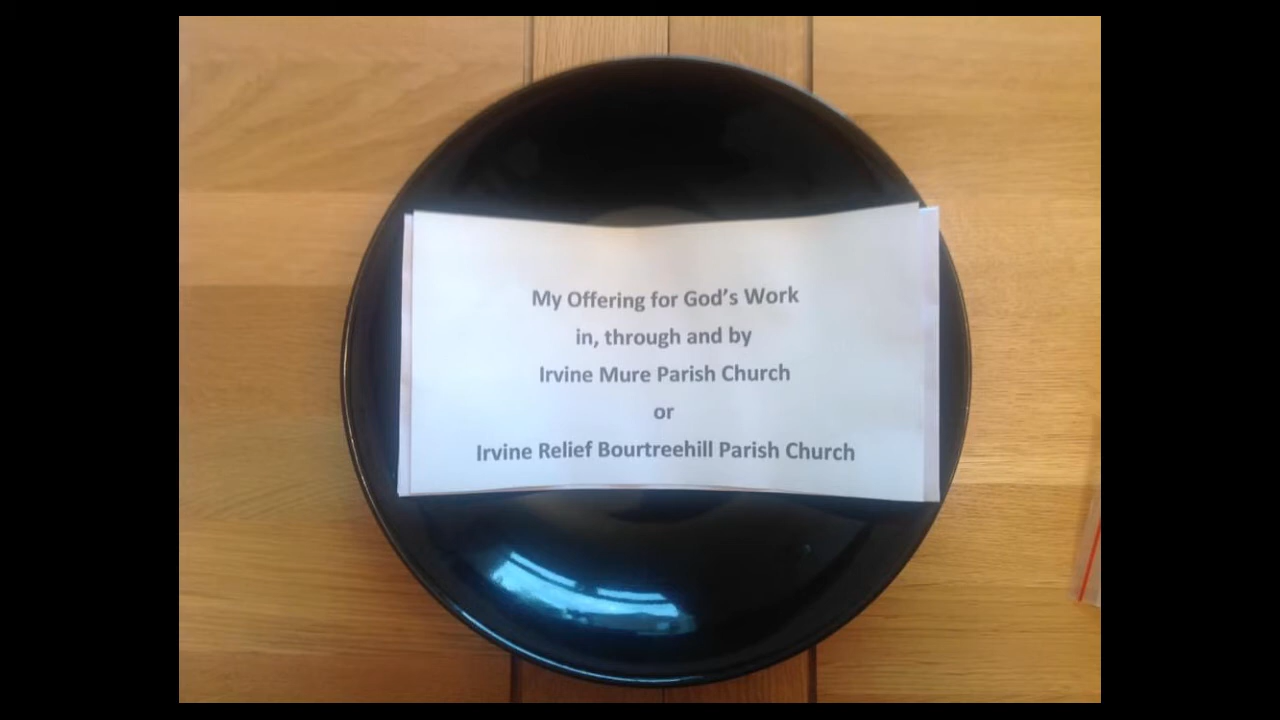 My Offering for God's Work
in, through and by
Irvine Mure Parish Church
or
Irvine Relief Bourtreehill Parish Church